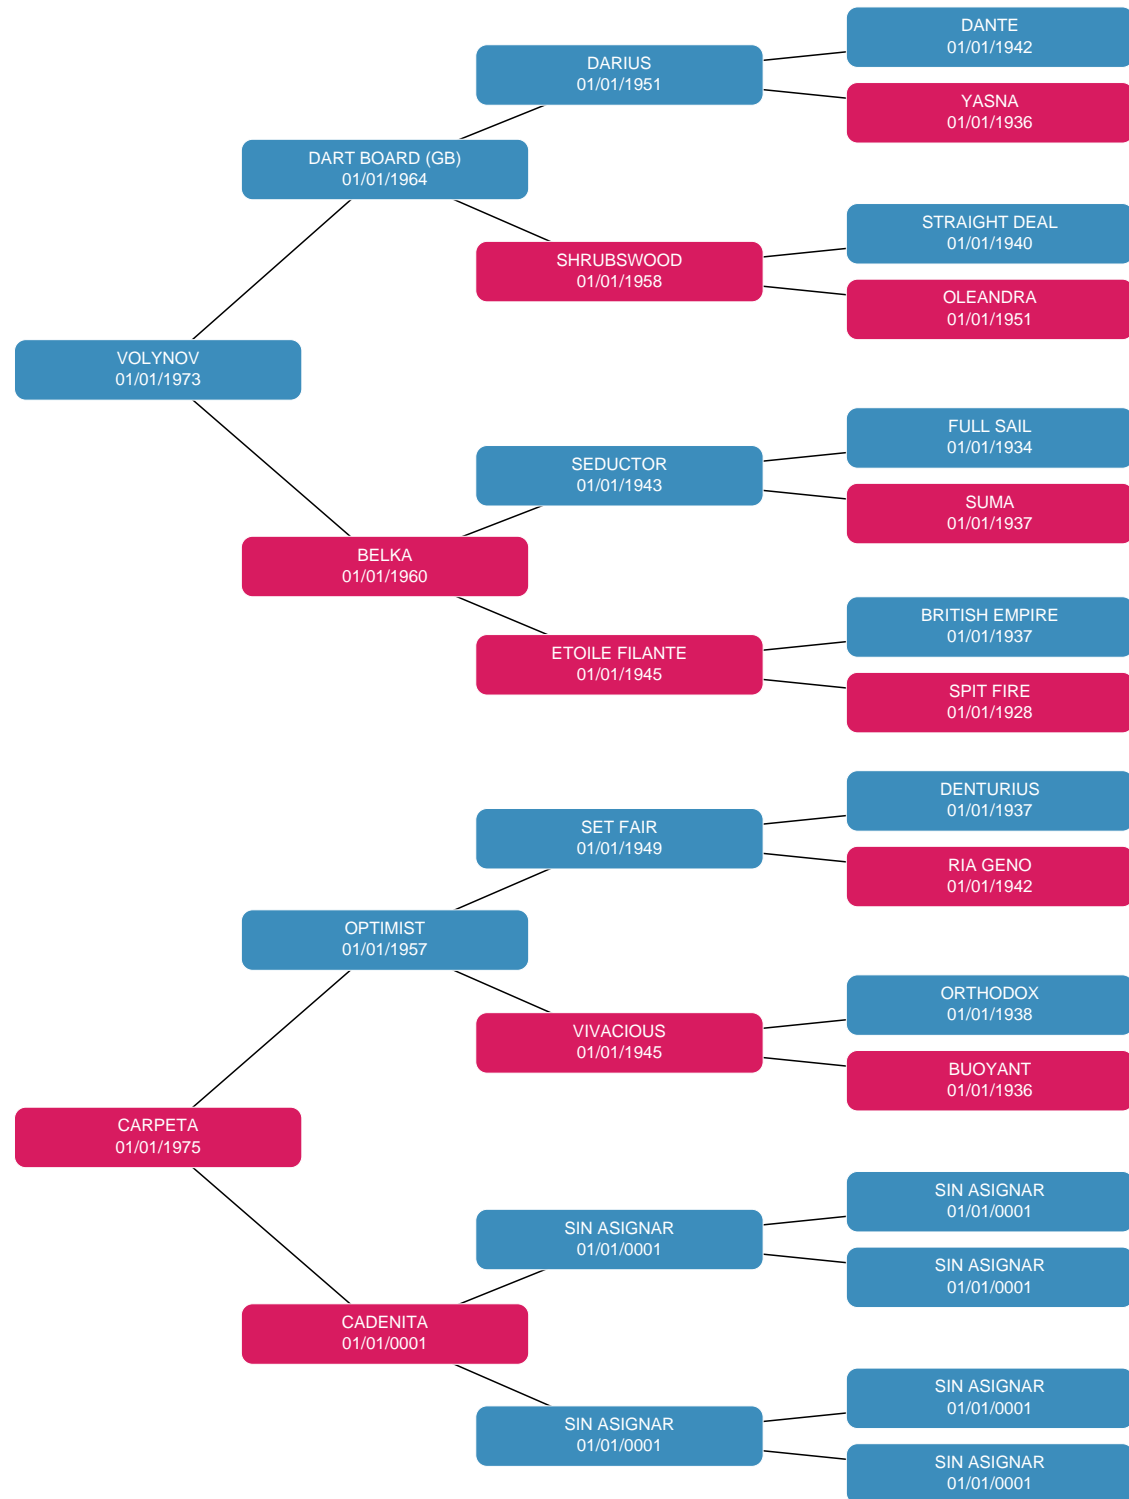 DANTE
01/01/1942
DARIUS
01/01/1951
YASNA
01/01/1936
DART BOARD (GB)
01/01/1964
STRAIGHT DEAL
01/01/1940
SHRUBSWOOD
01/01/1958
OLEANDRA
01/01/1951
VOLYNOV
01/01/1973
FULL SAIL
01/01/1934
SEDUCTOR
01/01/1943
SUMA
01/01/1937
BELKA
01/01/1960
BRITISH EMPIRE
01/01/1937
ETOILE FILANTE
01/01/1945
SPIT FIRE
01/01/1928
DENTURIUS
01/01/1937
SET FAIR
01/01/1949
RIA GENO
01/01/1942
OPTIMIST
01/01/1957
ORTHODOX
01/01/1938
VIVACIOUS
01/01/1945
BUOYANT
01/01/1936
CARPETA
01/01/1975
SIN ASIGNAR
01/01/0001
SIN ASIGNAR
01/01/0001
SIN ASIGNAR
01/01/0001
CADENITA
01/01/0001
SIN ASIGNAR
01/01/0001
SIN ASIGNAR
01/01/0001
SIN ASIGNAR
01/01/0001